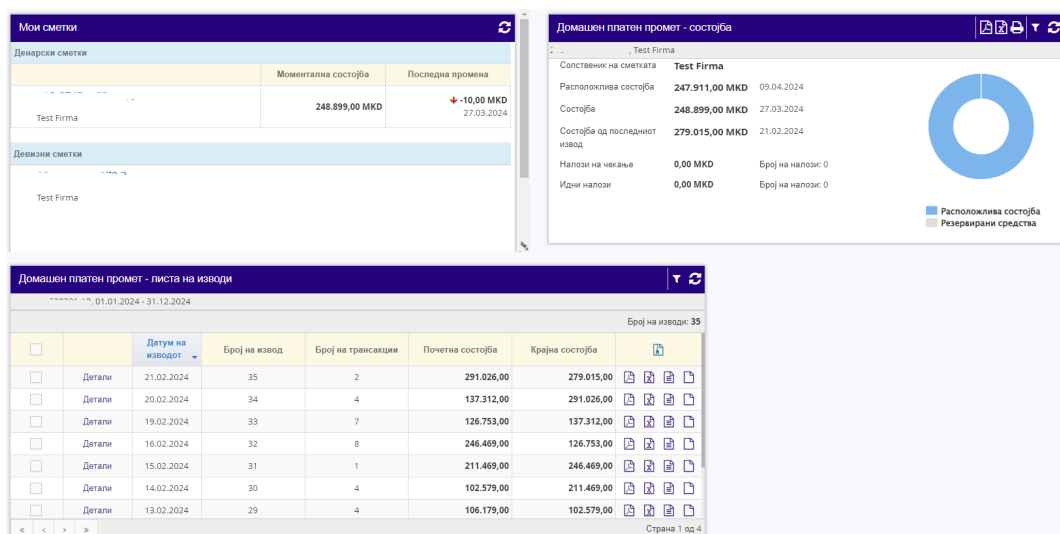 Мои сметки
Денарски сметки
Моментална состојба Последна промена
248.899,00 MKD -10,00 MKD
27.03.2024
Test Firma
Девизни сметки
Test Firma
Домашен платен промет - состојба
, Test Firma
Сопственик на сметката Test Firma
Расположлива состојба 247.911,00 MKD 09.04.2024
Состојба 248.899,00 MKD 27.03.2024
Состојба од последниот извод 279.015,00 MKD 21.02.2024
Налози на чекање 0,00 MKD Број на налози: 0
Идни налози 0,00 MKD Број на налози: 0
Расположлива состојба
Резервирани средства
Домашен платен промет - листа на изводи
, 01.01.2024 - 31.12.2024
Број на изводи: 35
Датум на изводот Број на извод Број на трансакции Почетна состојба Крајна состојба
Детали 21.02.2024 35 2 291.026,00 279.015,00
Детали 20.02.2024 34 4 137.312,00 291.026,00
Детали 19.02.2024 33 7 126.753,00 137.312,00
Детали 16.02.2024 32 8 246.469,00 126.753,00
Детали 15.02.2024 31 1 211.469,00 246.469,00
Детали 14.02.2024 30 4 102.579,00 211.469,00
Детали 13.02.2024 29 4 106.179,00 102.579,00
« ‹ › » Страна 1 од 4